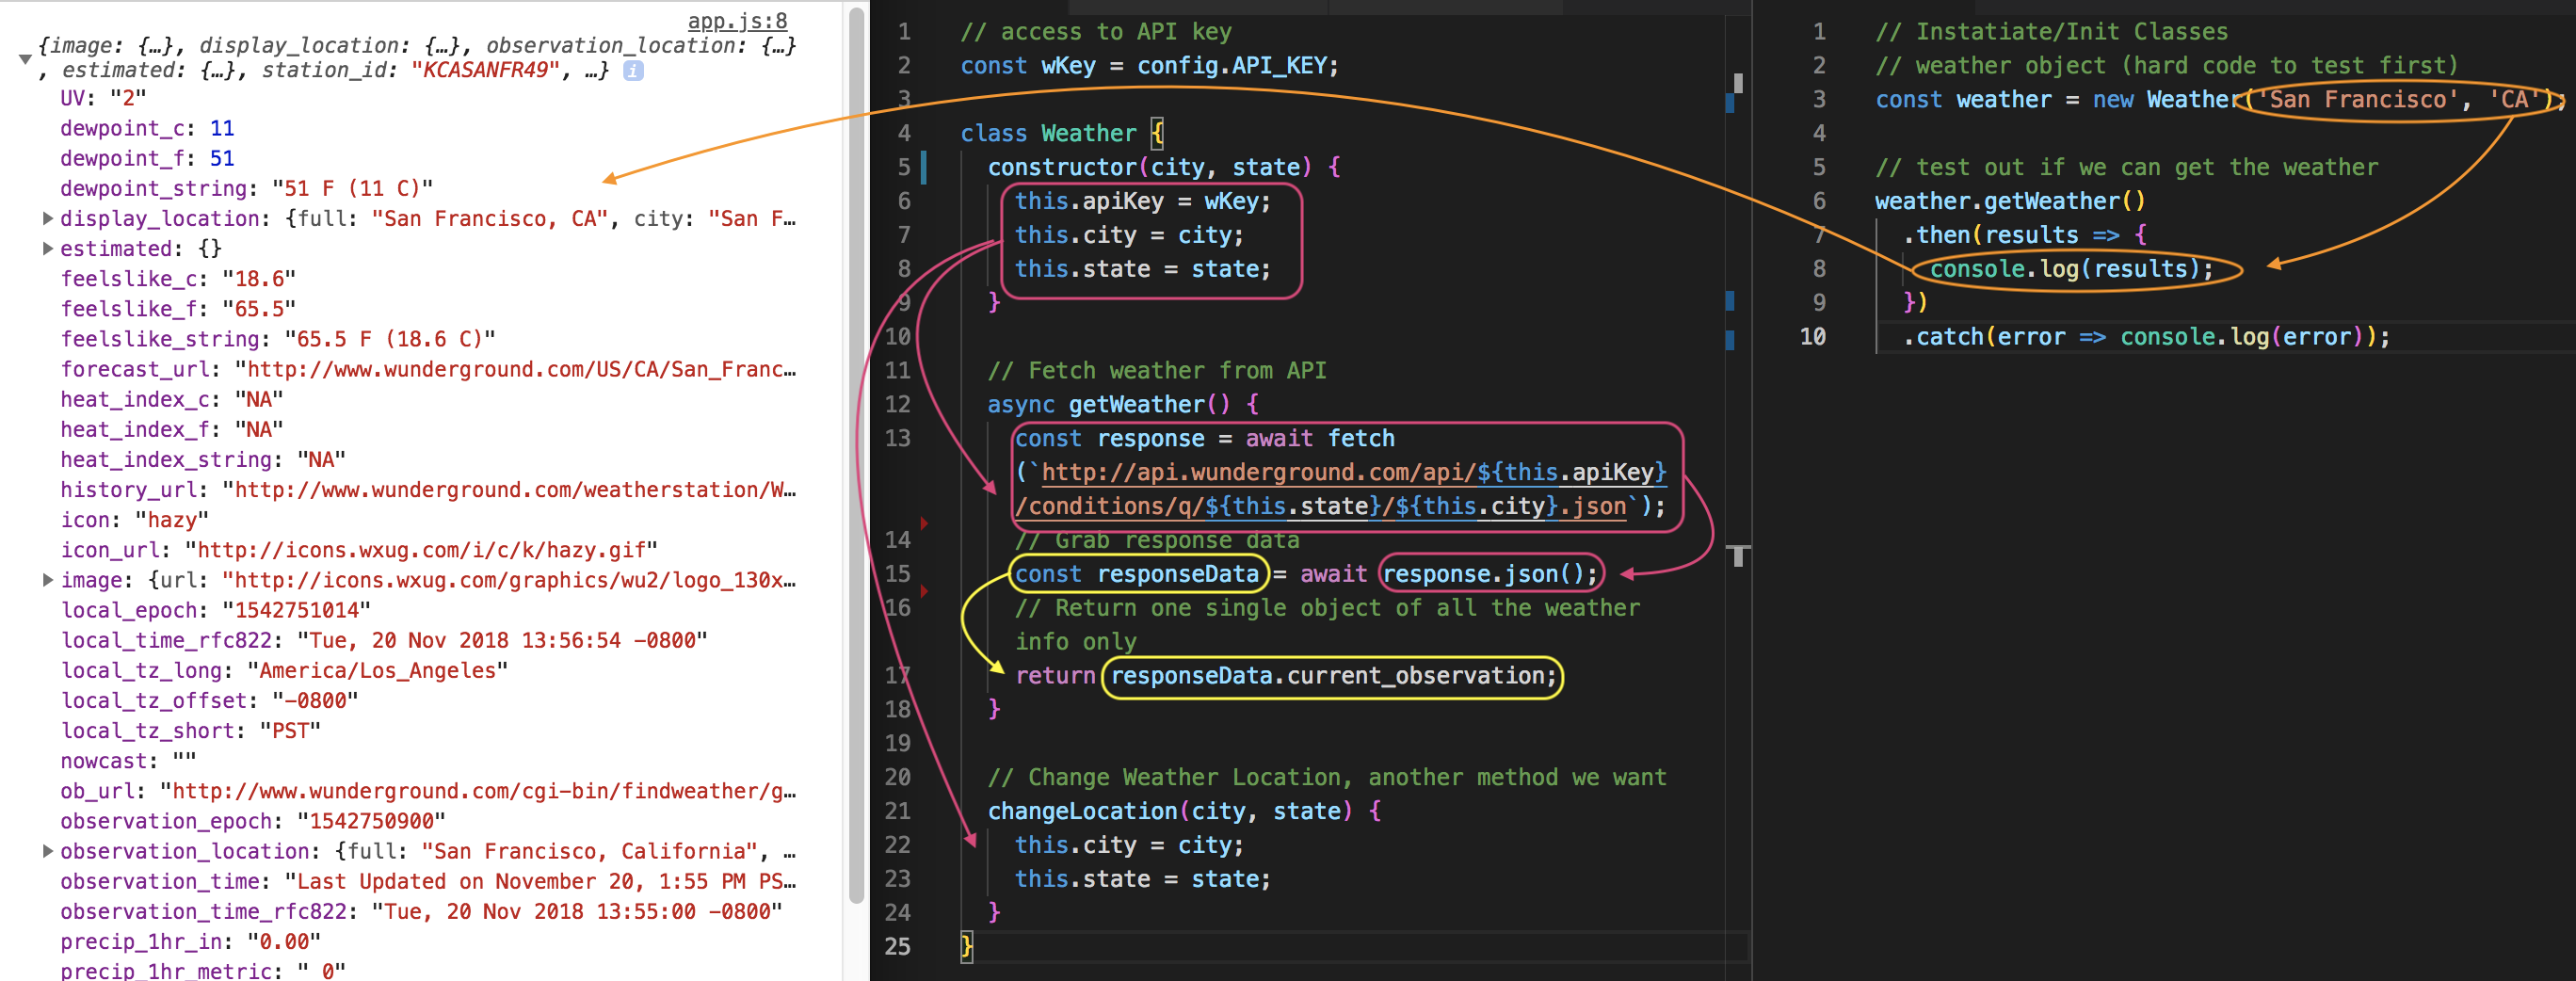 app.js:8
{image: {…}, display_location: {…}, observation_location: {…}
, estimated: {…}, station_id: "KCASANFR49", …} i
UV: "2"
dewpoint_c: 11
dewpoint_f: 51
dewpoint_string: "51 F (11 C)"
display_location: {full: "San Francisco, CA", city: "San F…
estimated: {}
feelslike_c: "18.6"
feelslike_f: "65.5"
feelslike_string: "65.5 F (18.6 C)"
forecast_url: "http://www.wunderground.com/US/CA/San_Franc…
heat_index_c: "NA"
heat_index_f: "NA"
heat_index_string: "NA"
history_url: "http://www.wunderground.com/weatherstation/W…
icon: "hazy"
icon_url: "http://icons.wxug.com/i/c/k/hazy.gif"
image: {url: "http://icons.wxug.com/graphics/wu2/logo_130x…
local_epoch: "1542751014"
local_time_rfc822: "Tue, 20 Nov 2018 13:56:54 -0800"
local_tz_long: "America/Los_Angeles"
local_tz_offset: "-0800"
local_tz_short: "PST"
nowcast: ""
ob_url: "http://www.wunderground.com/cgi-bin/findweather/g…
observation_epoch: "1542750900"
observation_location: {full: "San Francisco, California", …
observation_time: "Last Updated on November 20, 1:55 PM PS…
observation_time_rfc822: "Tue, 20 Nov 2018 13:55:00 -0800"
precip_1hr_in: "0.00"
precip_1hr_metric: " 0"
1 // access to API key
2 const wKey = config.API_KEY;
3
4 class Weather {
5 constructor(city, state) {
6 this.apiKey = wKey;
7 this.city = city;
8 this.state = state;
9 }
10
11 // Fetch weather from API
12 async getWeather() {
13 const response = await fetch
(`http://api.wunderground.com/api/${this.apiKey}
/conditions/q/${this.state}/${this.city}.json`);
14 // Grab response data
15 const responseData = await response.json();
16 // Return one single object of all the weather
info only
17 return responseData.current_observation;
18 }
19
20 // Change Weather Location, another method we want
21 changeLocation(city, state) {
22 this.city = city;
23 this.state = state;
24 }
25 }
1 // Instatiate/Init Classes
2 // weather object (hard code to test first)
3 const weather = new Weather('San Francisco', 'CA');
4
5 // test out if we can get the weather
6 weather.getWeather()
7 .then(results => {
8 console.log(results);
9 })
10 .catch(error => console.log(error));